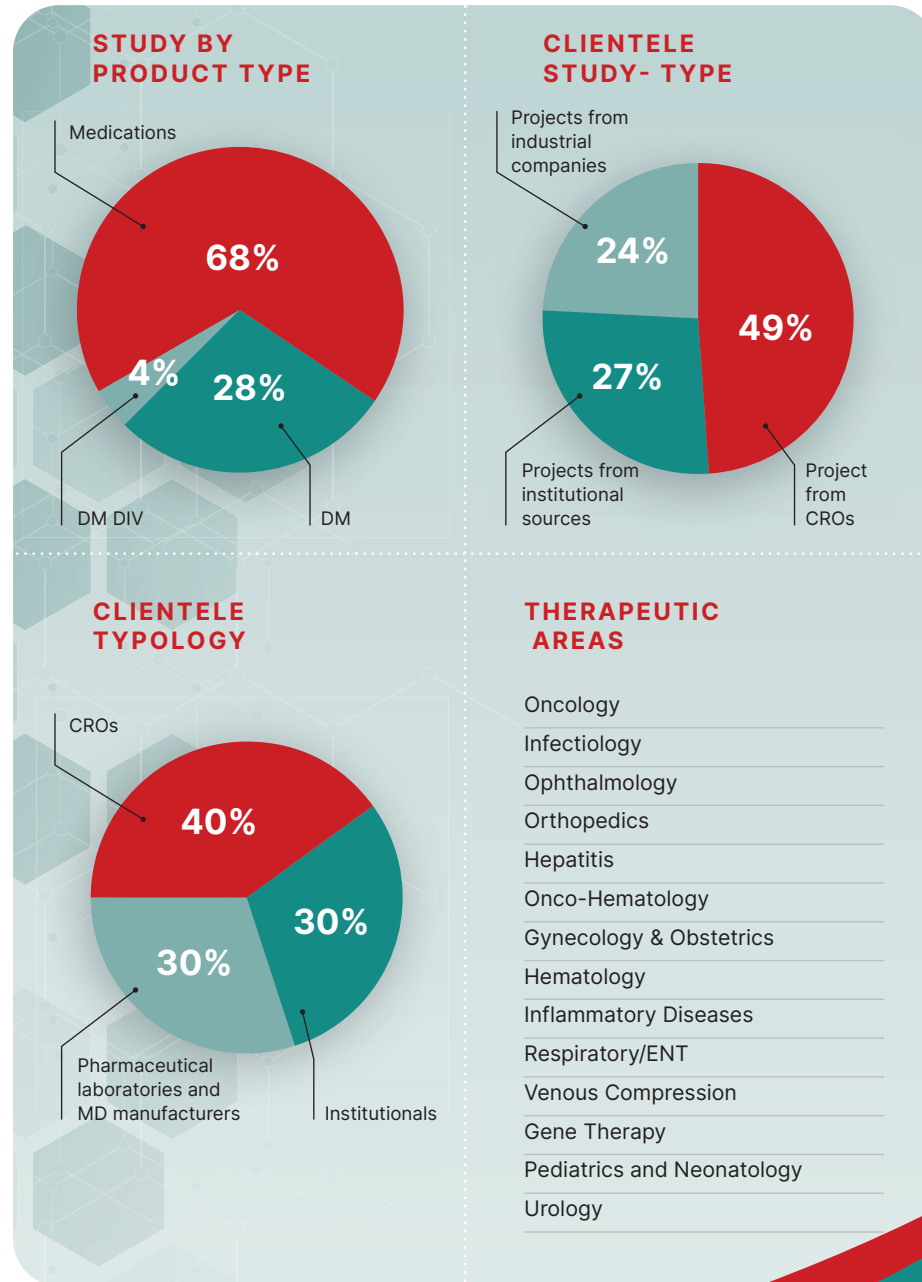 STUDY BY
PRODUCT TYPE
Medications
68%
4%
28%
DM DIV
DM
CLIENTELE
STUDY- TYPE
Projects from
industrial
companies
24%
49%
27%
Projects from
institutional
sources
Project
from
CROs
CLIENTELE
TYPOLOGY
CROs
40%
30%
30%
Pharmaceutical
laboratories and
MD manufacturers
Institutionals
THERAPEUTIC
AREAS
Oncology
Infectiology
Ophthalmology
Orthopedics
Hepatitis
Onco-Hematology
Gynecology & Obstetrics
Hematology
Inflammatory Diseases
Respiratory/ENT
Venous Compression
Gene Therapy
Pediatrics and Neonatology
Urology